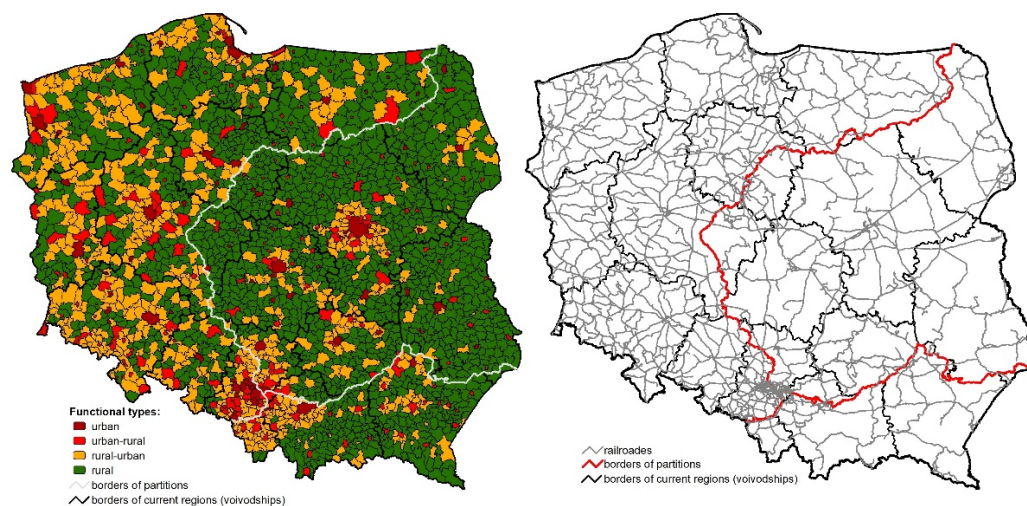 Functional types:
urban
urban-rural
rural-urban
rural
borders of partitions
borders of current regions (voivodships)
railroades
borders of partitions
borders of current regions (voivodships)